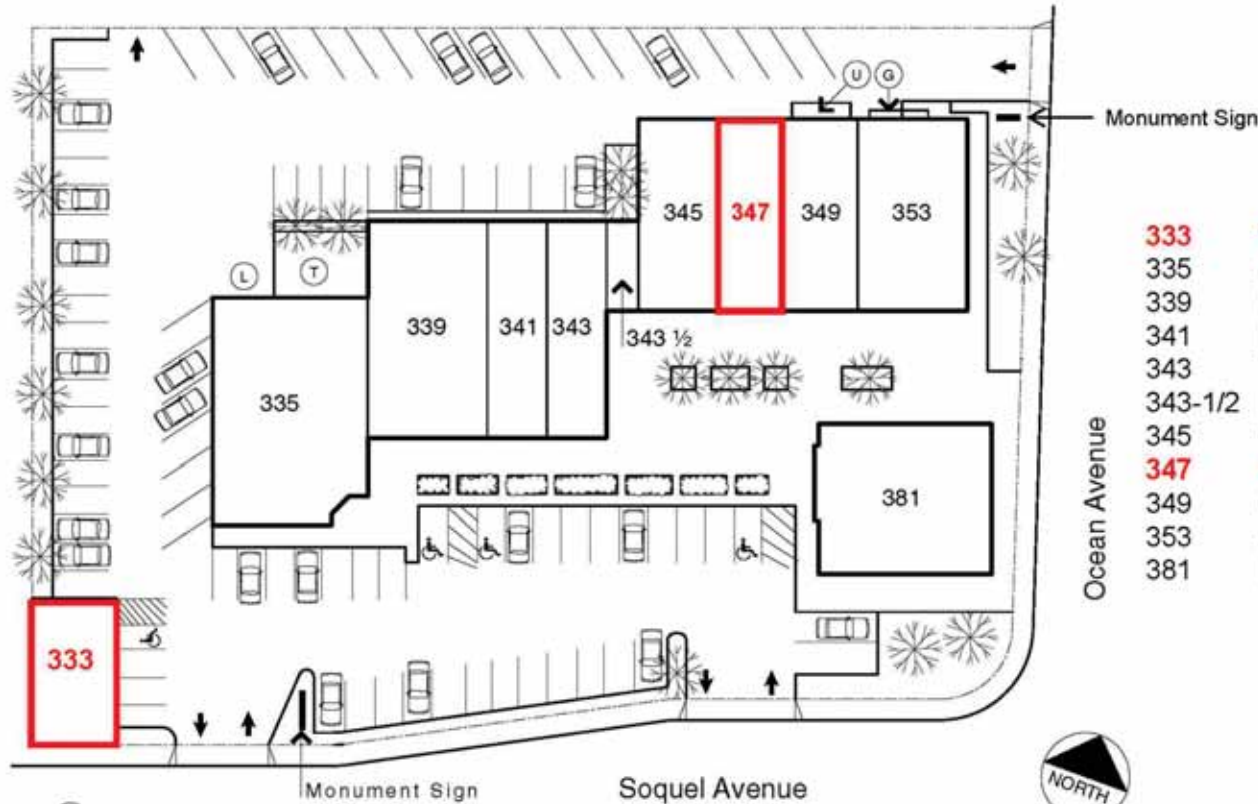 U G
Monument Sign
345 347 349 353
L T
339 341 343 343 ½
335
381
333
Monument Sign
Soquel Avenue
Ocean Avenue
NORTH
333
335
339
341
343
343-1/2
345
347
349
353
381